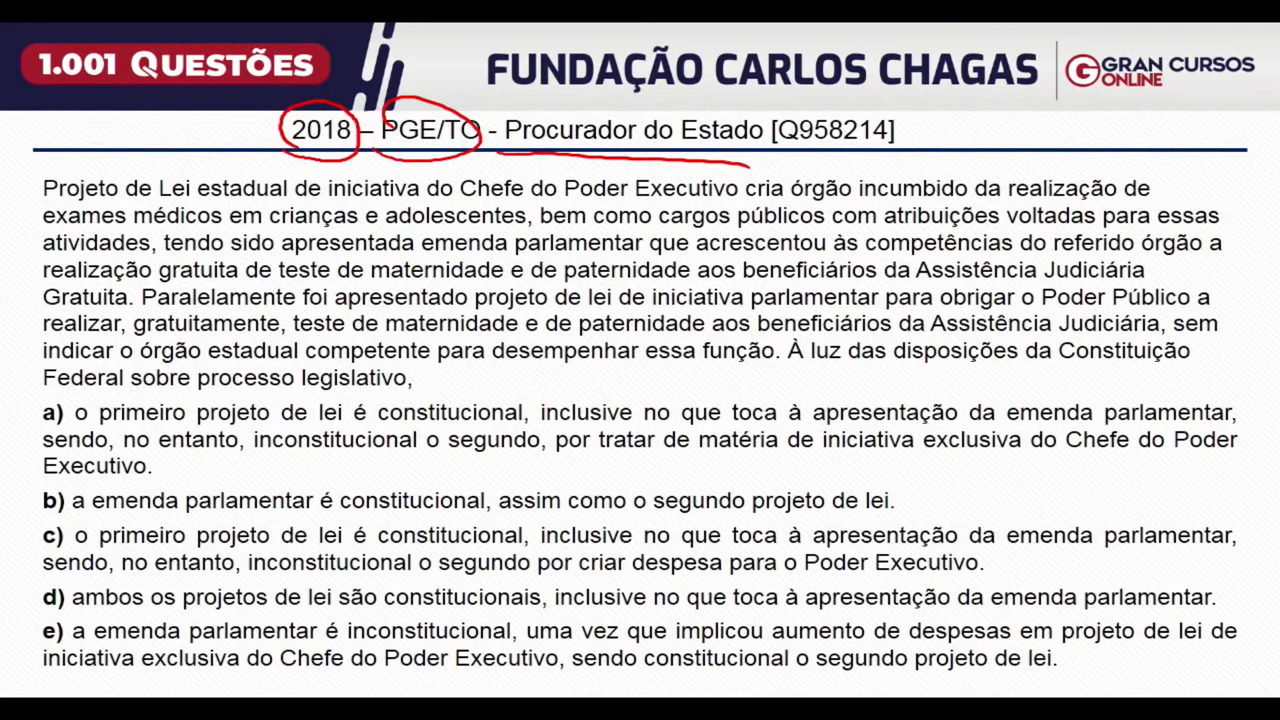 1.001 QUESTÕES
FUNDAÇÃO CARLOS CHAGAS
GRAN CURSOS
ONLINE
2018 – PGE/TO - Procurador do Estado [Q958214]
Projeto de Lei estadual de iniciativa do Chefe do Poder Executivo cria órgão incumbido da realização de
exames médicos em crianças e adolescentes, bem como cargos públicos com atribuições voltadas para essas
atividades, tendo sido apresentada emenda parlamentar que acrescentou às competências do referido órgão a
realização gratuita de teste de maternidade e de paternidade aos beneficiários da Assistência Judiciária
Gratuita. Paralelamente foi apresentado projeto de lei de iniciativa parlamentar para obrigar o Poder Público a
realizar, gratuitamente, teste de maternidade e de paternidade aos beneficiários da Assistência Judiciária, sem
indicar o órgão estadual competente para desempenhar essa função. À luz das disposições da Constituição
Federal sobre processo legislativo,
a) o primeiro projeto de lei é constitucional, inclusive no que toca à apresentação da emenda parlamentar,
sendo, no entanto, inconstitucional o segundo, por tratar de matéria de iniciativa exclusiva do Chefe do Poder
Executivo.
b) a emenda parlamentar é constitucional, assim como o segundo projeto de lei.
c) o primeiro projeto de lei é constitucional, inclusive no que toca à apresentação da emenda parlamentar,
sendo, no entanto, inconstitucional o segundo por criar despesa para o Poder Executivo.
d) ambos os projetos de lei são constitucionais, inclusive no que toca à apresentação da emenda parlamentar.
e) a emenda parlamentar é inconstitucional, uma vez que implicou aumento de despesas em projeto de lei de
iniciativa exclusiva do Chefe do Poder Executivo, sendo constitucional o segundo projeto de lei.